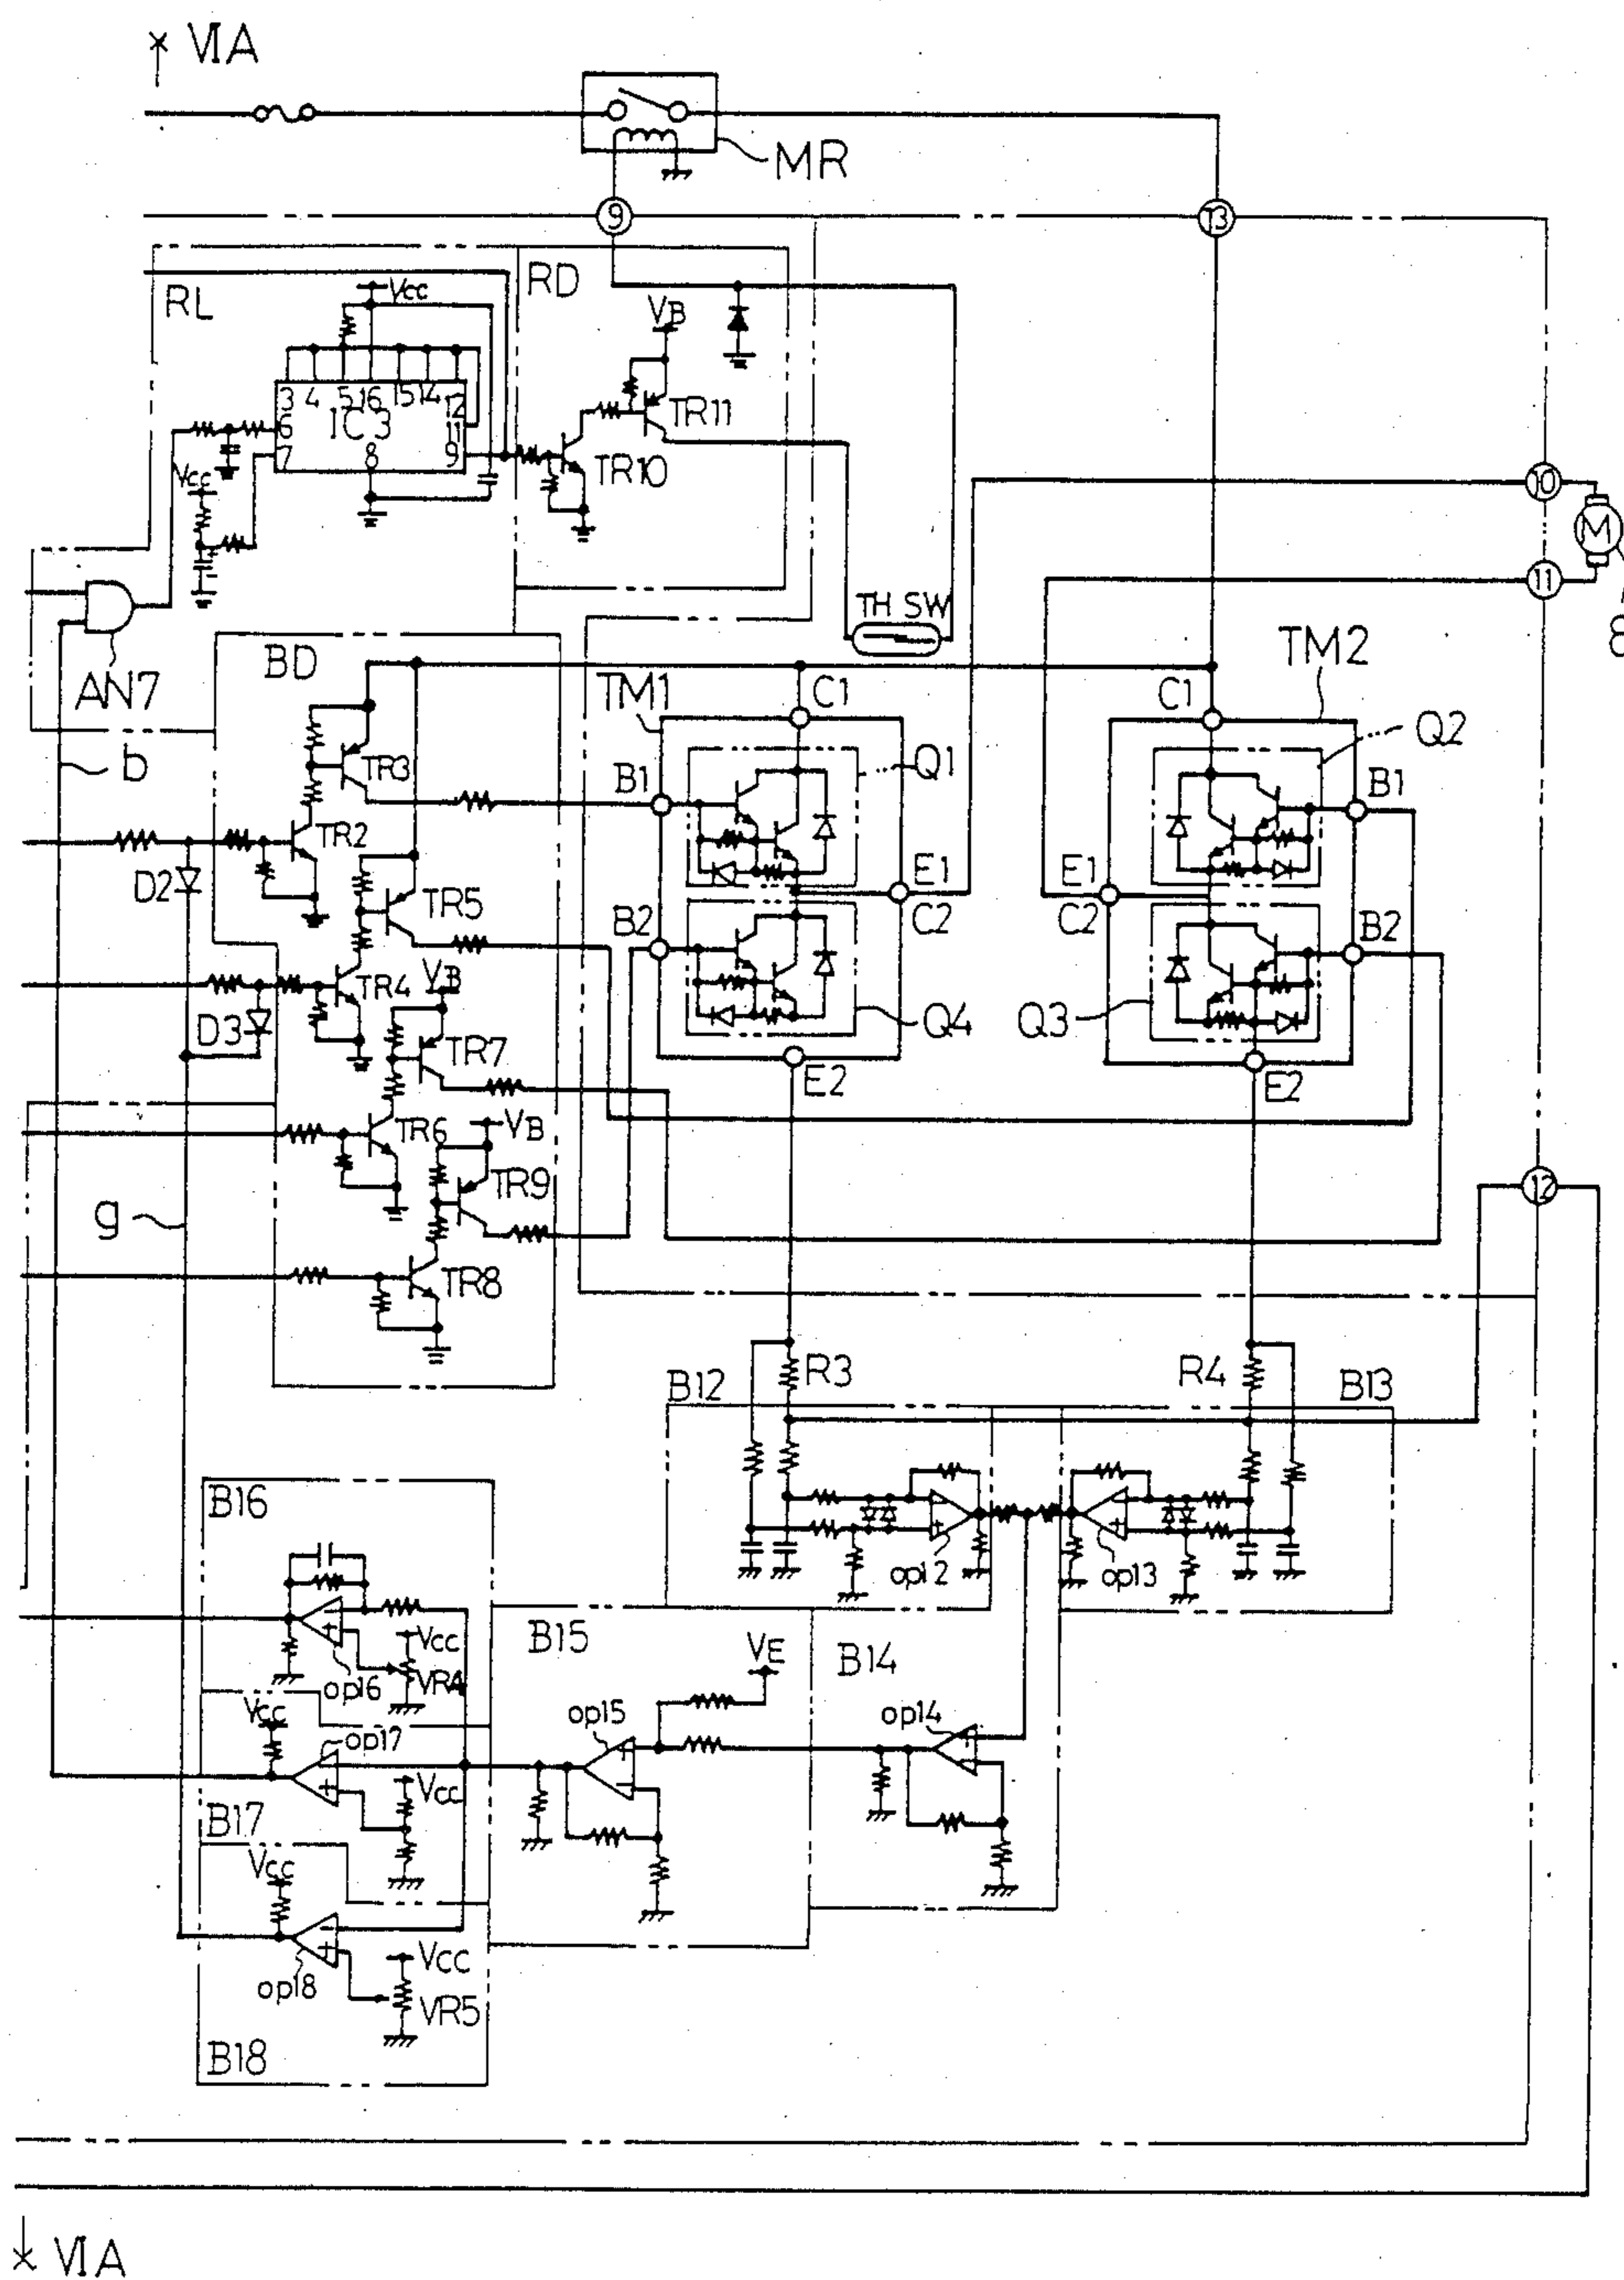 VIA
MR
9
13
RL
RD
Vcc
VB
3 4 5 16 15 14 12
IC3
6
11
7
8
9
TR11
TR10
Vcc
10
M
11
8
TH SW
AN7
BD
TM1
C1
C1
TM2
b
TR3
B1
Q1
Q2
B1
TR2
D2
TR5
E1
C2
E1
C2
B2
B2
TR4
VB
D3
TR7
Q4
Q3
E2
E2
TR6
VB
TR9
g
12
TR8
R3
R4
B12
B13
B16
op12
op13
Vcc
VR4
op16
B15
VE
B14
Vcc
op17
op15
op14
Vcc
B17
Vcc
op18
Vcc
VR5
B18
VIA